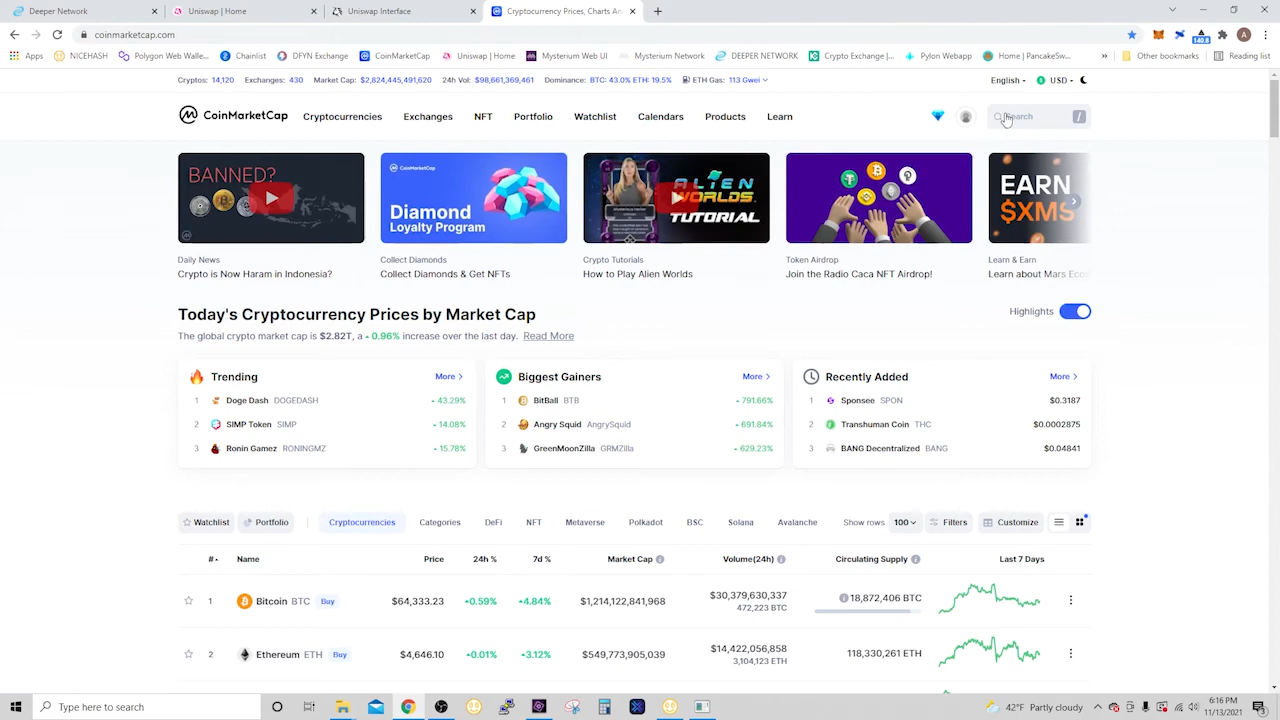 Deeper Network
Uniswap | Home
Uniswap Interface
Cryptocurrency Prices, Charts An
coinmarketcap.com
140.8
A
Apps
NICEHASH
Polygon Web Walle...
Chainlist
DFYN Exchange
CoinMarketCap
Uniswap | Home
Mysterium Web UI
Mysterium Network
DEEPER NETWORK
Crypto Exchange |...
Pylon Webapp
Home | PancakeSw...
Other bookmarks
Reading list
Cryptos: 14,120 Exchanges: 430 Market Cap: $2,824,445,491,620 24h Vol: $98,661,369,461 Dominance: BTC: 43.0% ETH: 19.5% ETH Gas: 113 Gwei
English
USD
CoinMarketCap
Cryptocurrencies
Exchanges
NFT
Portfolio
Watchlist
Calendars
Products
Learn
Search
/
BANNED?
CoinMarketCap
Diamond
Loyalty Program
ALIEN
WORLDS
TUTORIAL
EARN
$XMS
Daily News
Crypto is Now Haram in Indonesia?
Collect Diamonds
Collect Diamonds & Get NFTs
Crypto Tutorials
How to Play Alien Worlds
Token Airdrop
Join the Radio Caca NFT Airdrop!
Learn & Earn
Learn about Mars Eco
Today's Cryptocurrency Prices by Market Cap
Highlights
The global crypto market cap is $2.82T, a 0.96% increase over the last day. Read More
Trending
More
1 Doge Dash DOGEDASH 43.29%
2 SIMP Token SIMP 14.08%
3 Ronin Gamez RONINGMZ 15.78%
Biggest Gainers
More
1 BitBall BTB 791.66%
2 Angry Squid AngrySquid 691.84%
3 GreenMoonZilla GRMZilla 629.23%
Recently Added
More
1 Sponsee SPON $0.3187
2 Transhuman Coin THC $0.0002875
3 BANG Decentralized BANG $0.04841
Watchlist
Portfolio
Cryptocurrencies
Categories
DeFi
NFT
Metaverse
Polkadot
BSC
Solana
Avalanche
Show rows 100
Filters
Customize
# Name Price 24h % 7d % Market Cap Volume(24h) Circulating Supply Last 7 Days
1 Bitcoin BTC Buy $64,333.23 0.59% 4.84% $1,214,122,841,968 $30,379,630,337 18,872,406 BTC
472,223 BTC
2 Ethereum ETH Buy $4,646.10 0.01% 3.12% $549,773,905,039 $14,422,056,858 118,330,261 ETH
3,104,123 ETH
Type here to search
42°F Partly cloudy
6:16 PM
11/13/2021